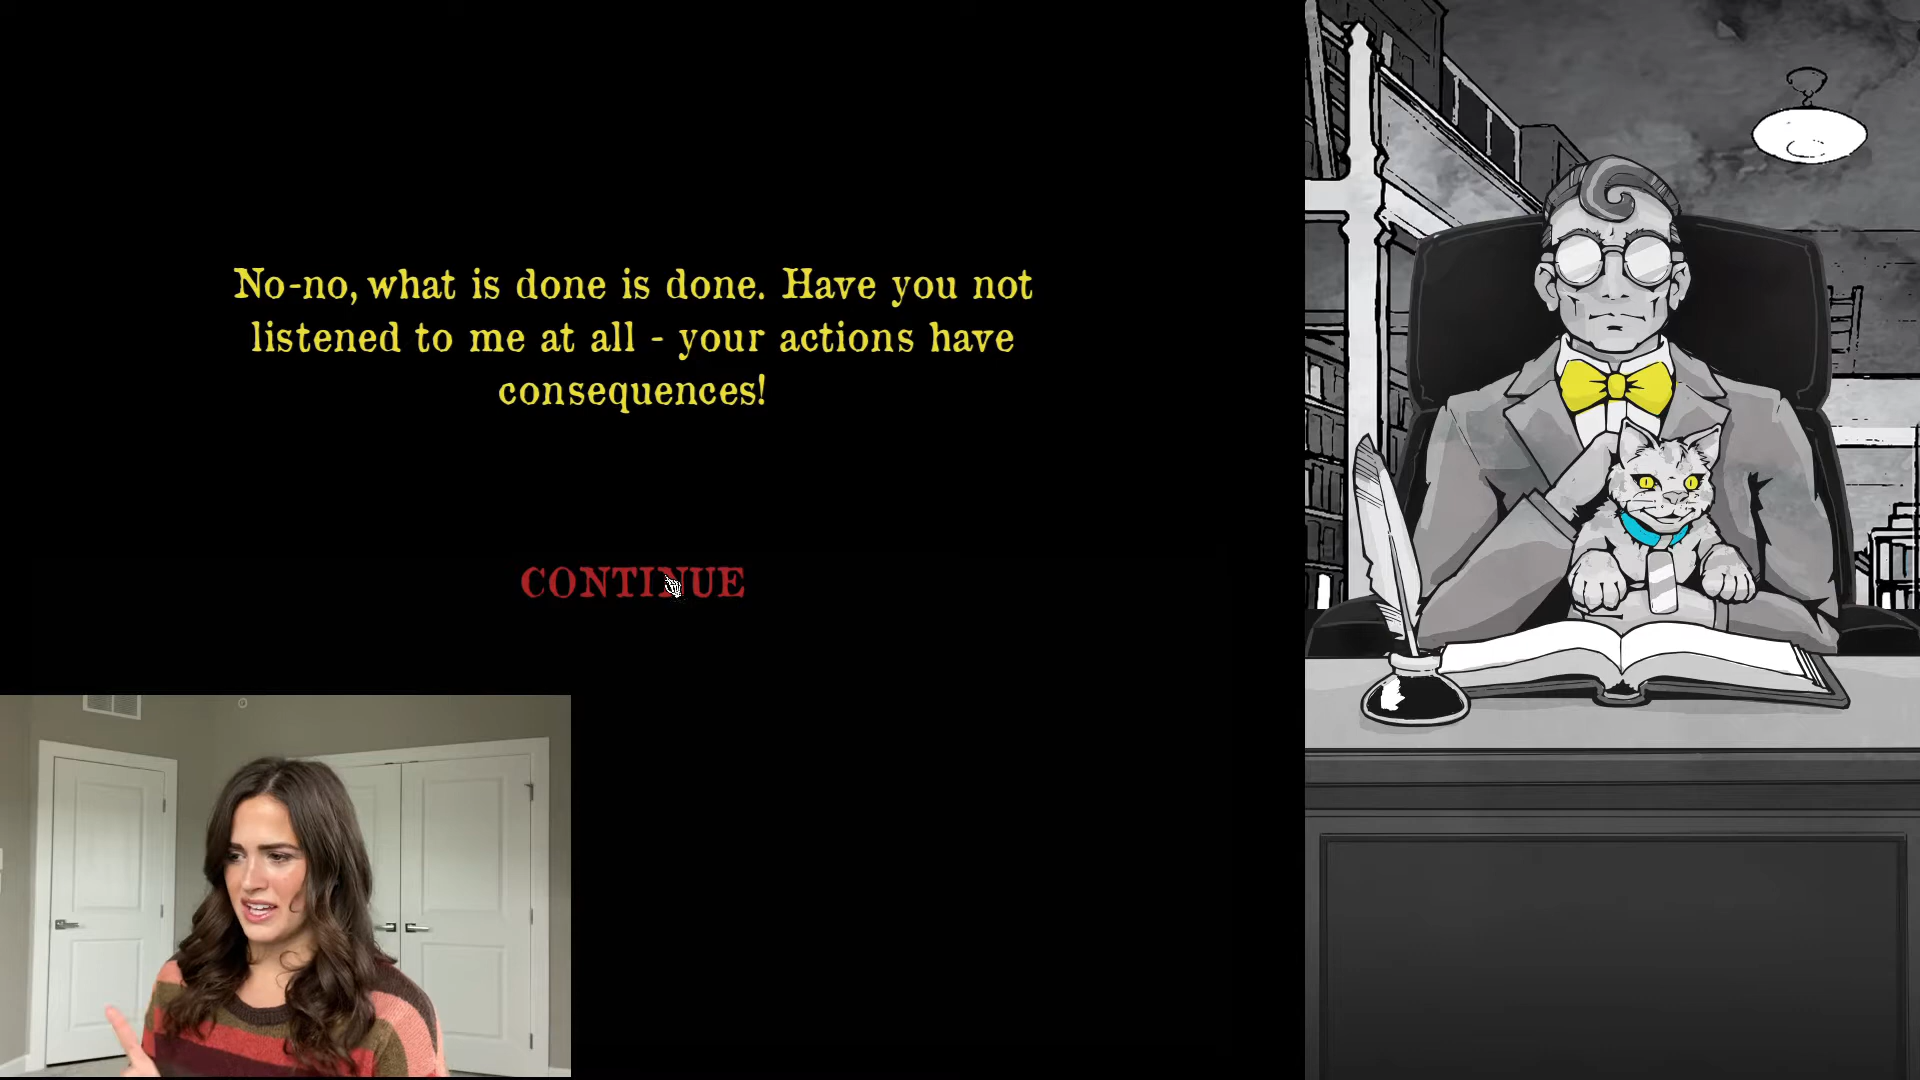 No-no, what is done is done. Have you not
listened to me at all - your actions have
consequences!
CONTINUE